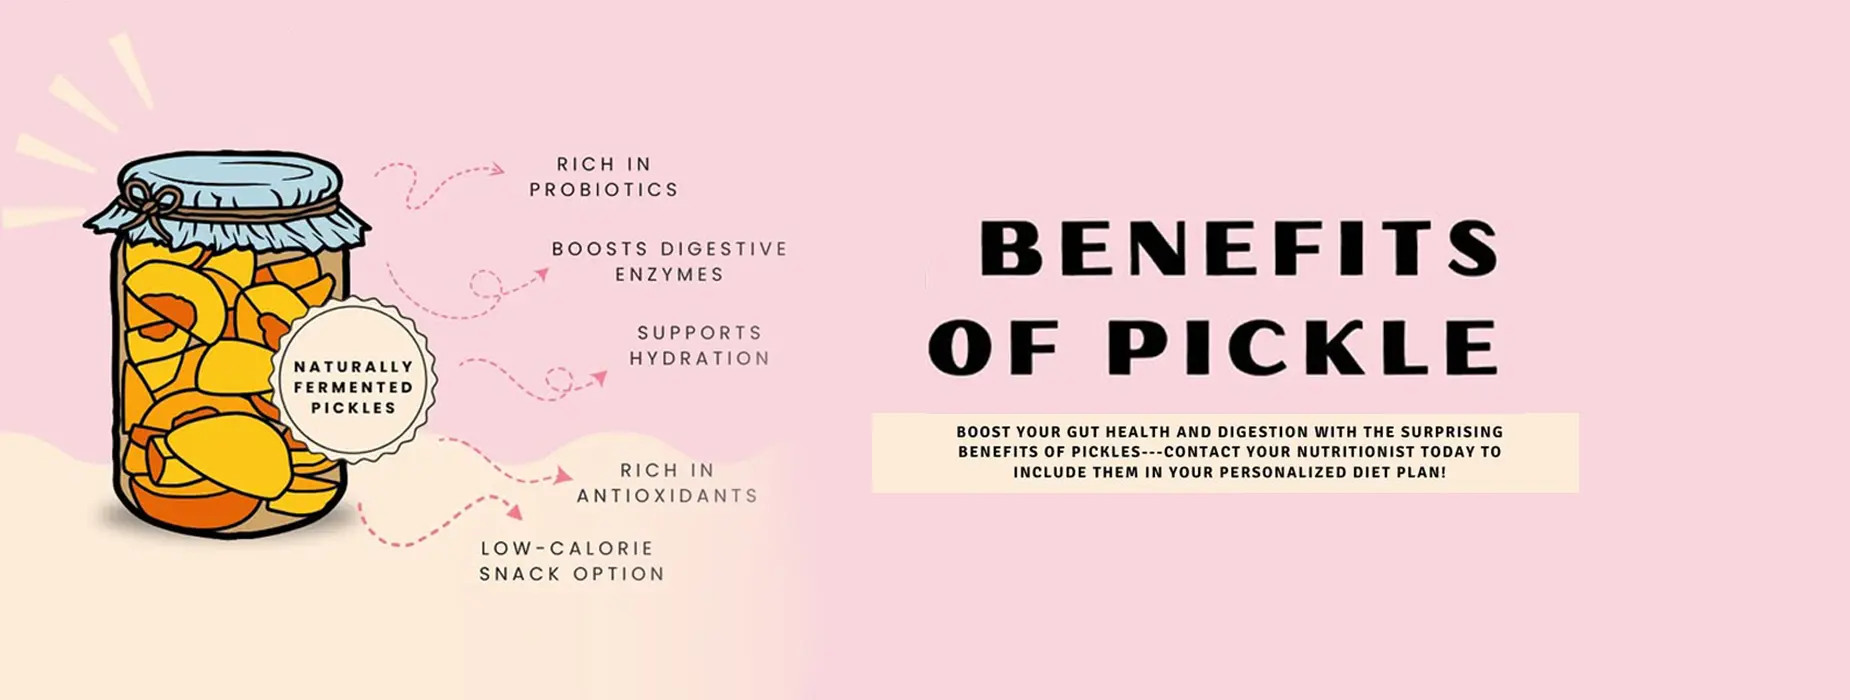 RICH IN
PROBIOTICS
BOOSTS DIGESTIVE
ENZYMES
SUPPORTS
HYDRATION
NATURALLY
FERMENTED
PICKLES
RICH IN
ANTIOXIDANTS
LOW-CALORIE
SNACK OPTION
BENEFITS
OF PICKLE
BOOST YOUR GUT HEALTH AND DIGESTION WITH THE SURPRISING
BENEFITS OF PICKLES---CONTACT YOUR NUTRITIONIST TODAY TO
INCLUDE THEM IN YOUR PERSONALIZED DIET PLAN!